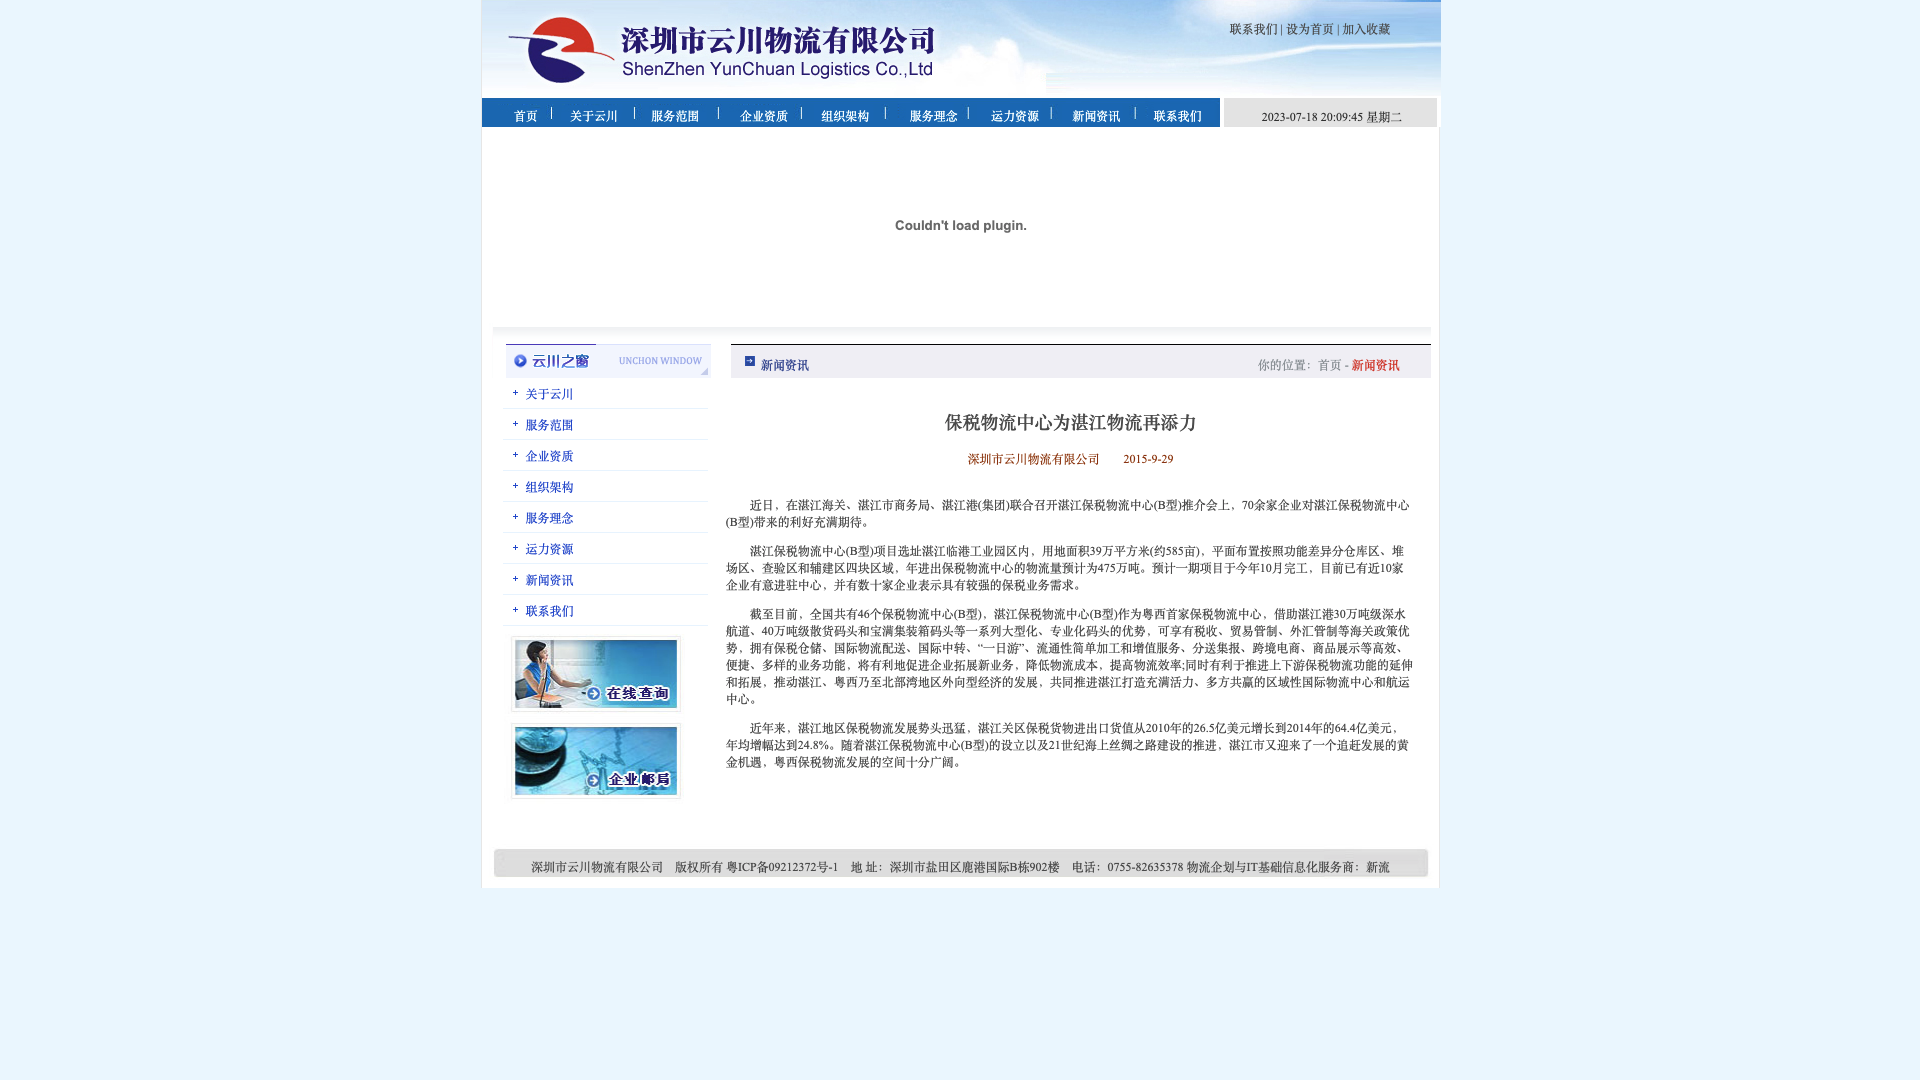 深圳市云川物流有限公司
ShenZhen YunChuan Logistics Co.,Ltd
联系我们 | 设为首页 | 加入收藏
首页 | 关于云川 | 服务范围 | 企业资质 | 组织架构 | 服务理念 | 运力资源 | 新闻资讯 | 联系我们
2023-07-18 20:09:45 星期二
Couldn't load plugin.
云川之窗 UNCHON WINDOW
关于云川
服务范围
企业资质
组织架构
服务理念
运力资源
新闻资讯
联系我们
在线查询
企业邮局
新闻资讯
你的位置：首页 - 新闻资讯
保税物流中心为湛江物流再添力
深圳市云川物流有限公司 2015-9-29
近日，在湛江海关、湛江市商务局、湛江港(集团)联合召开湛江保税物流中心(B型)推介会上，70余家企业对湛江保税物流中心
(B型)带来的利好充满期待。
湛江保税物流中心(B型)项目选址湛江临港工业园区内，用地面积39万平方米(约585亩)，平面布置按照功能差异分仓库区、堆
场区、查验区和辅建区四块区域，年进出保税物流中心的物流量预计为475万吨。预计一期项目于今年10月完工，目前已有近10家
企业有意进驻中心，并有数十家企业表示具有较强的保税业务需求。
截至目前，全国共有46个保税物流中心(B型)，湛江保税物流中心(B型)作为粤西首家保税物流中心，借助湛江港30万吨级深水
航道、40万吨级散货码头和宝满集装箱码头等一系列大型化、专业化码头的优势，可享有税收、贸易管制、外汇管制等海关政策优
势，拥有保税仓储、国际物流配送、国际中转、“一日游”、流通性简单加工和增值服务、分送集报、跨境电商、商品展示等高效、
便捷、多样的业务功能，将有利地促进企业拓展新业务，降低物流成本，提高物流效率;同时有利于推进上下游保税物流功能的延伸
和拓展，推动湛江、粤西乃至北部湾地区外向型经济的发展，共同推进湛江打造充满活力、多方共赢的区域性国际物流中心和航运
中心。
近年来，湛江地区保税物流发展势头迅猛，湛江关区保税货物进出口货值从2010年的26.5亿美元增长到2014年的64.4亿美元，
年均增幅达到24.8%。随着湛江保税物流中心(B型)的设立以及21世纪海上丝绸之路建设的推进，湛江市又迎来了一个追赶发展的黄
金机遇，粤西保税物流发展的空间十分广阔。
深圳市云川物流有限公司 版权所有 粤ICP备09212372号-1 地 址：深圳市盐田区鹿港国际B栋902楼 电话：0755-82635378 物流企划与IT基础信息化服务商：新流